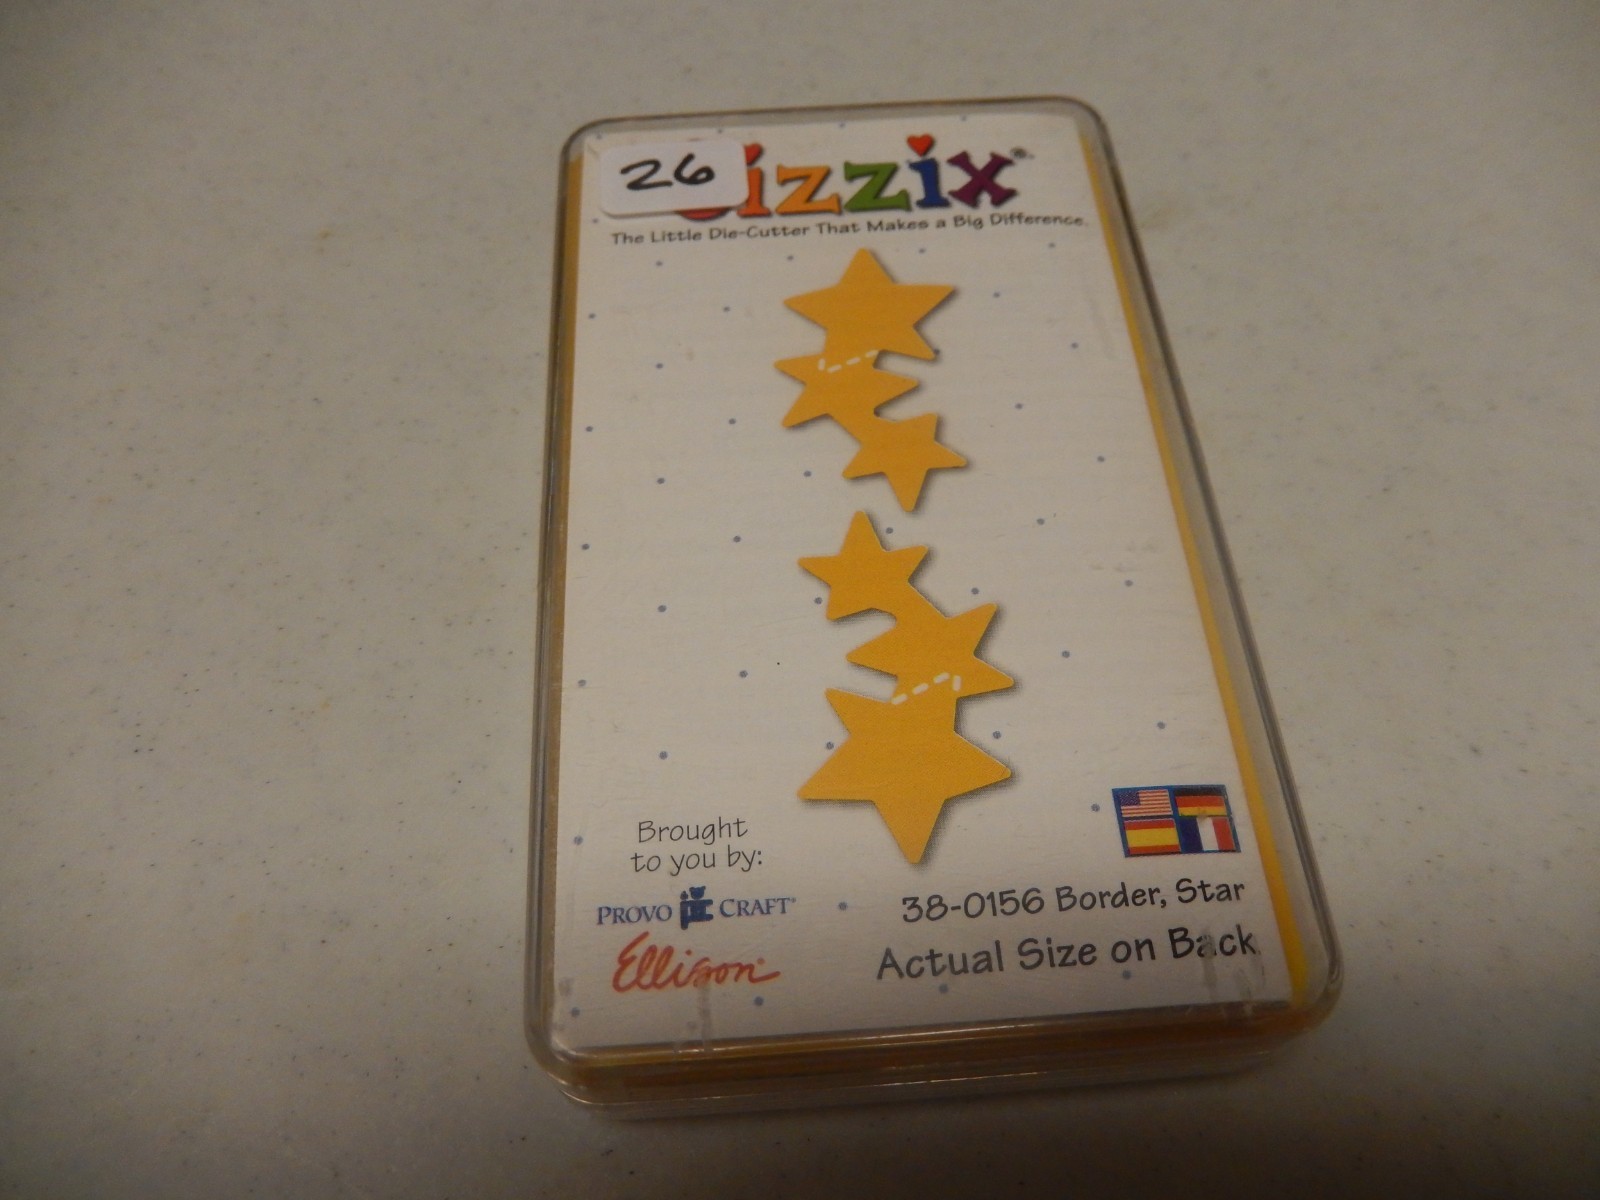 26
Sizzix®
The Little Die-Cutter That Makes a Big Difference.
Brought
to you by:
PROVO CRAFT®
Ellison®
38-0156 Border, Star
Actual Size on Back